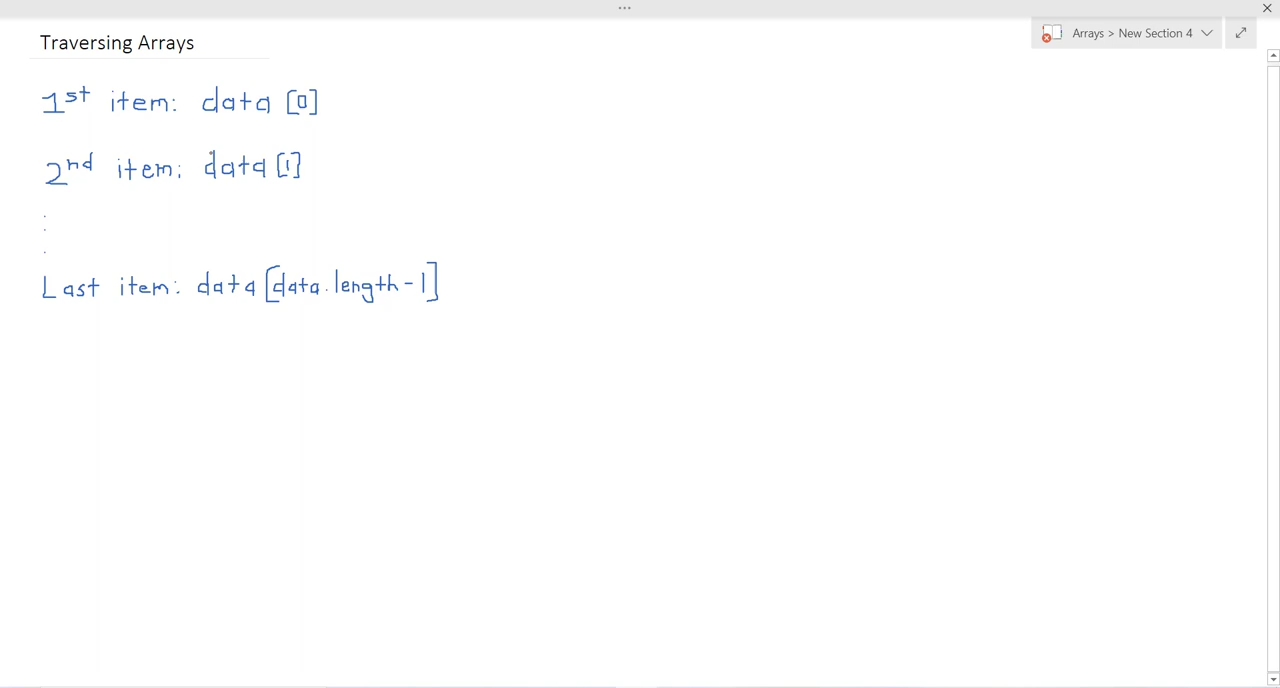 Arrays > New Section 4
Traversing Arrays
1st item: data [0]
2nd item: data [1]
.
.
.
Last item: data [data.length-1]